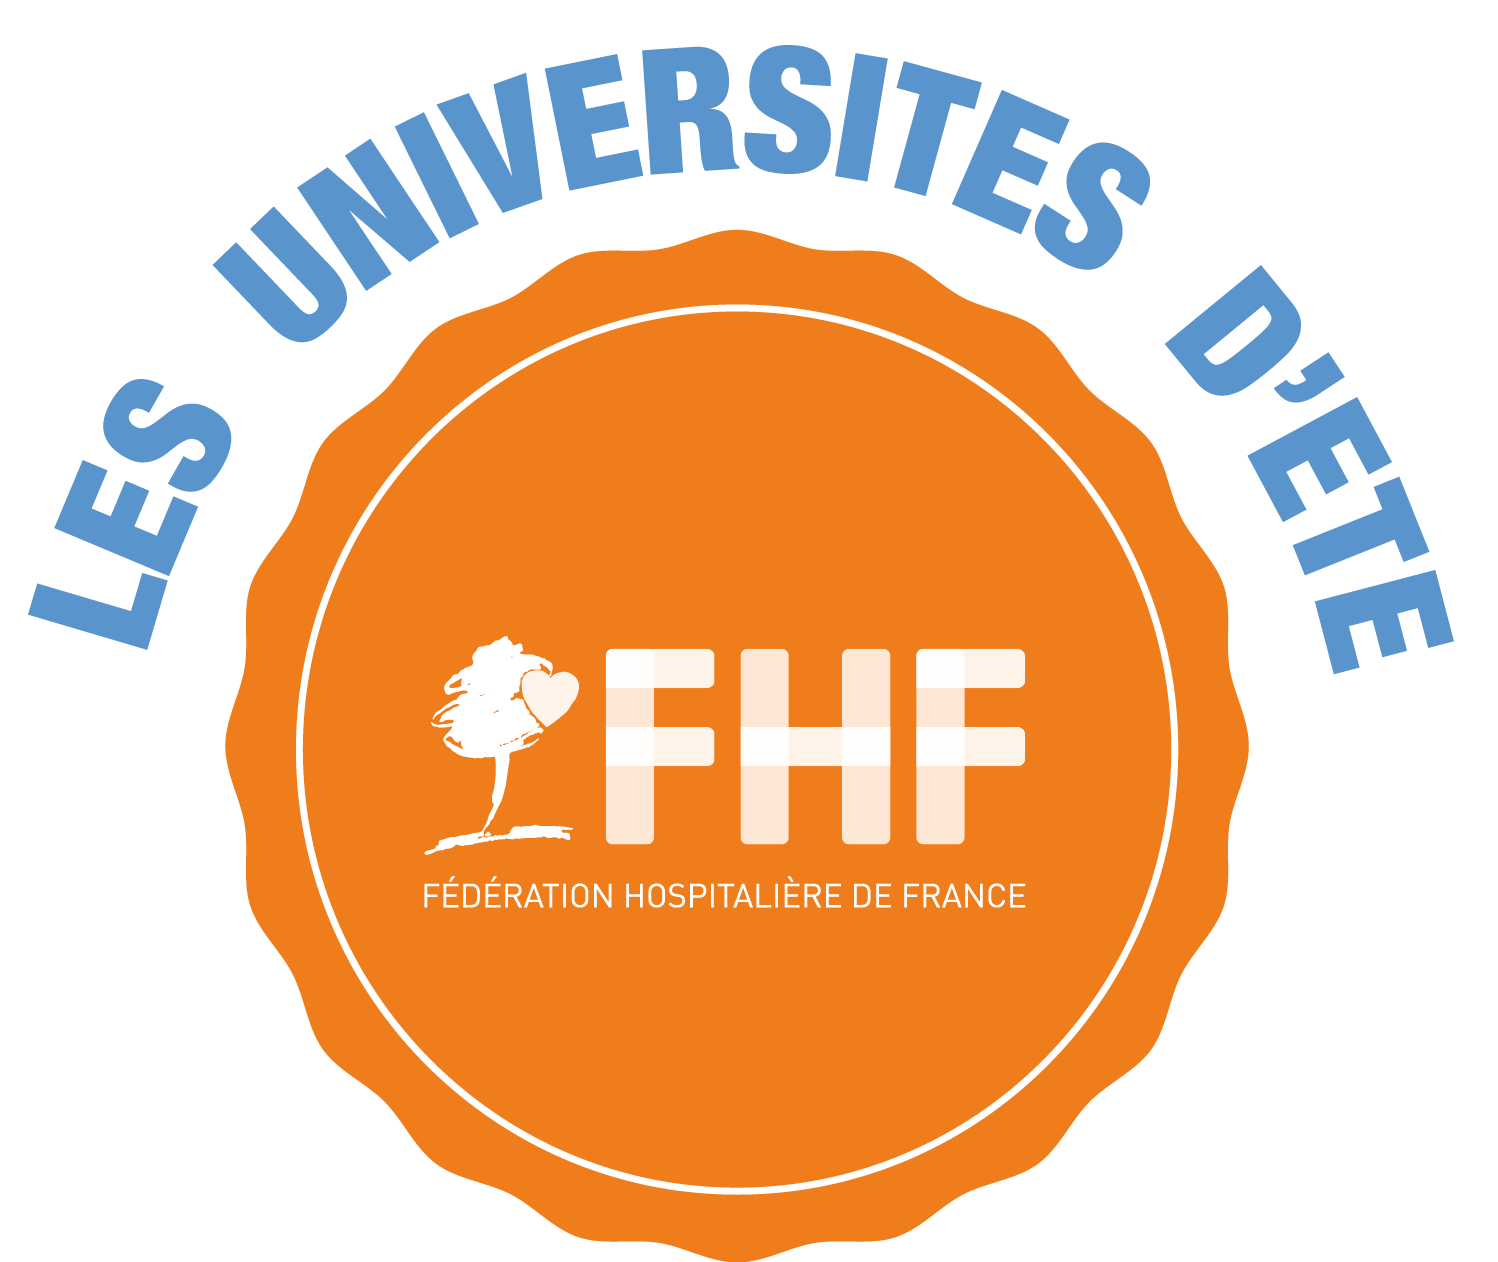 LES UNIVERSITES D'ETE
FHF
FÉDÉRATION HOSPITALIÈRE DE FRANCE